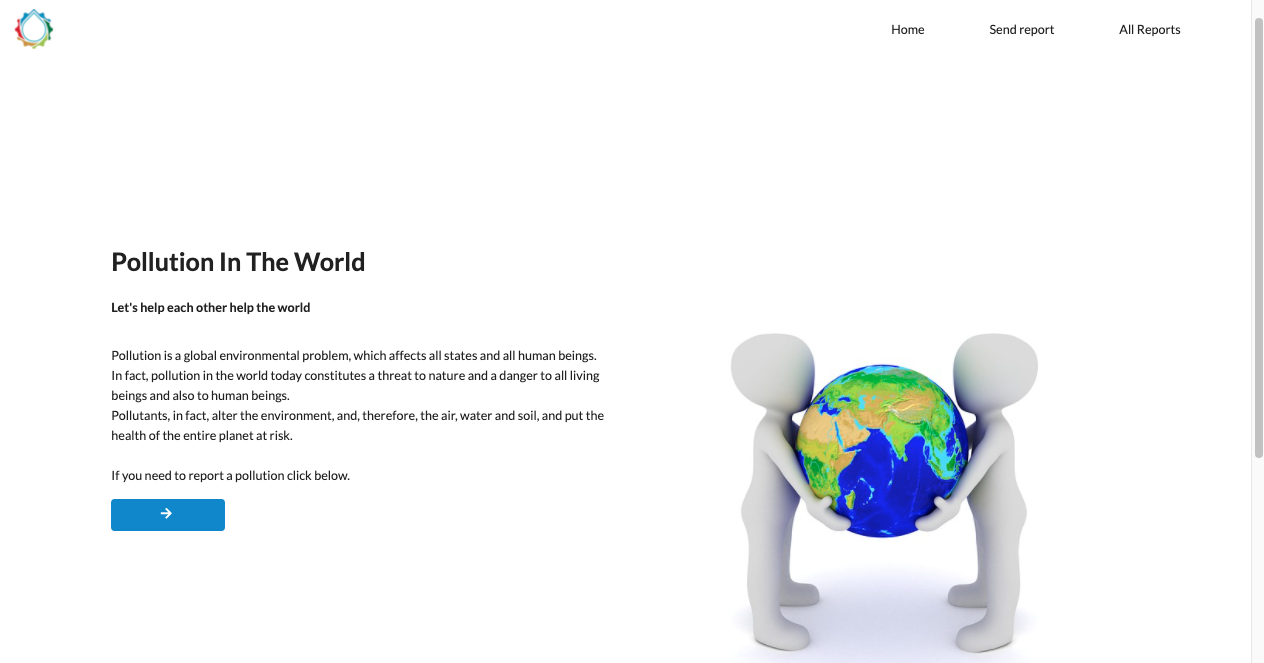 Home
Send report
All Reports
Pollution In The World
Let's help each other help the world
Pollution is a global environmental problem, which affects all states and all human beings.
In fact, pollution in the world today constitutes a threat to nature and a danger to all living
beings and also to human beings.
Pollutants, in fact, alter the environment, and, therefore, the air, water and soil, and put the
health of the entire planet at risk.
If you need to report a pollution click below.